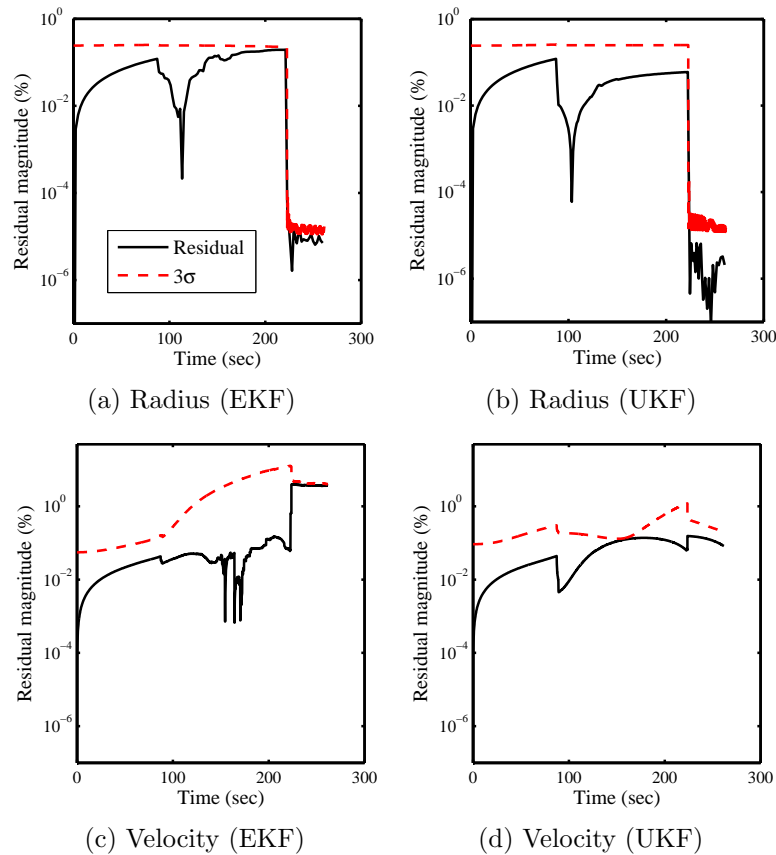 Residual magnitude (%)
10^0
10^-2
10^-4
10^-6
0
100
200
300
Time (sec)
Residual
3σ
(a) Radius (EKF)
Residual magnitude (%)
10^0
10^-2
10^-4
10^-6
0
100
200
300
Time (sec)
(b) Radius (UKF)
Residual magnitude (%)
10^0
10^-2
10^-4
10^-6
0
100
200
300
Time (sec)
(c) Velocity (EKF)
Residual magnitude (%)
10^0
10^-2
10^-4
10^-6
0
100
200
300
Time (sec)
(d) Velocity (UKF)